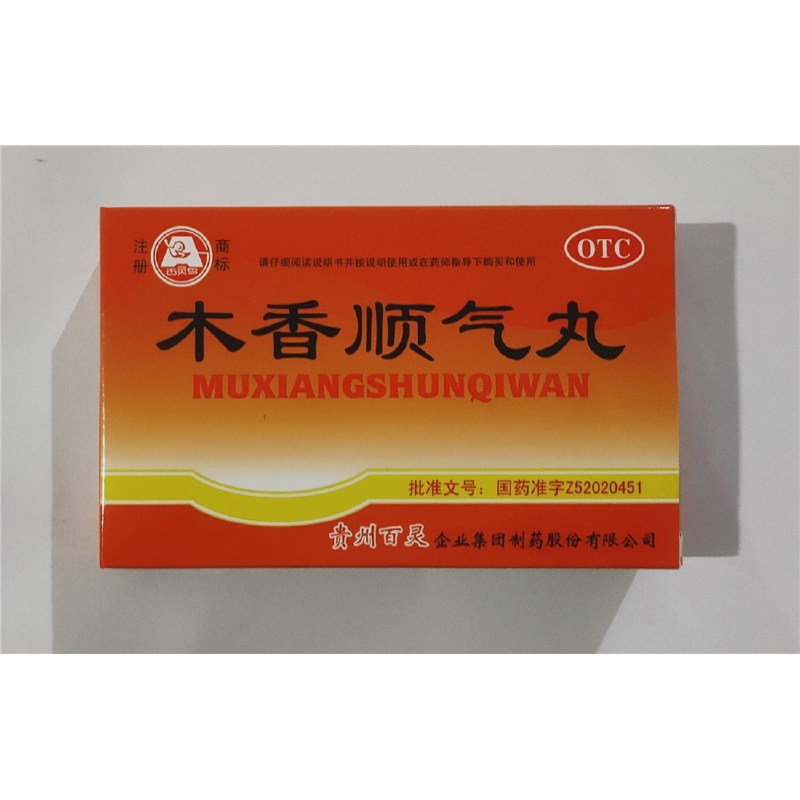 注册
商标
百灵鸟
请仔细阅读说明书并按说明使用或在药师指导下购买和使用
OTC
木香顺气丸
MUXIANGSHUNQIWAN
批准文号：国药准字Z52020451
贵州百灵企业集团制药股份有限公司